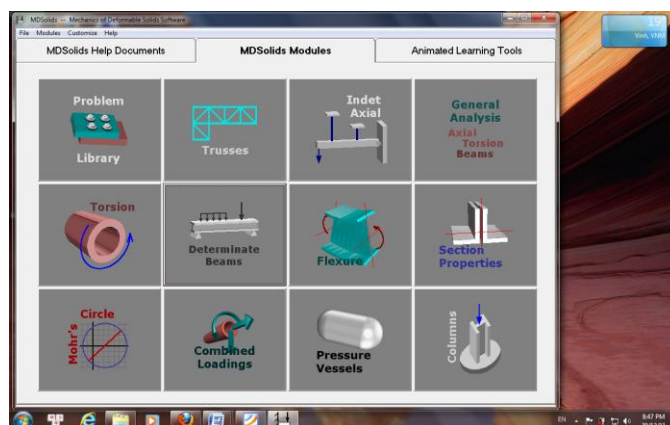 MDSolids -- Mechanics of Deformable Solids Software
File Modules Customize Help
MDSolids Help Documents
MDSolids Modules
Animated Learning Tools
Problem
Library
Trusses
Indet
Axial
General
Analysis
Axial
Torsion
Beams
Torsion
Determinate
Beams
Flexure
Section
Properties
Mohr's
Circle
Combined
Loadings
Pressure
Vessels
Columns
Vinh, VNM
EN
8:47 PM